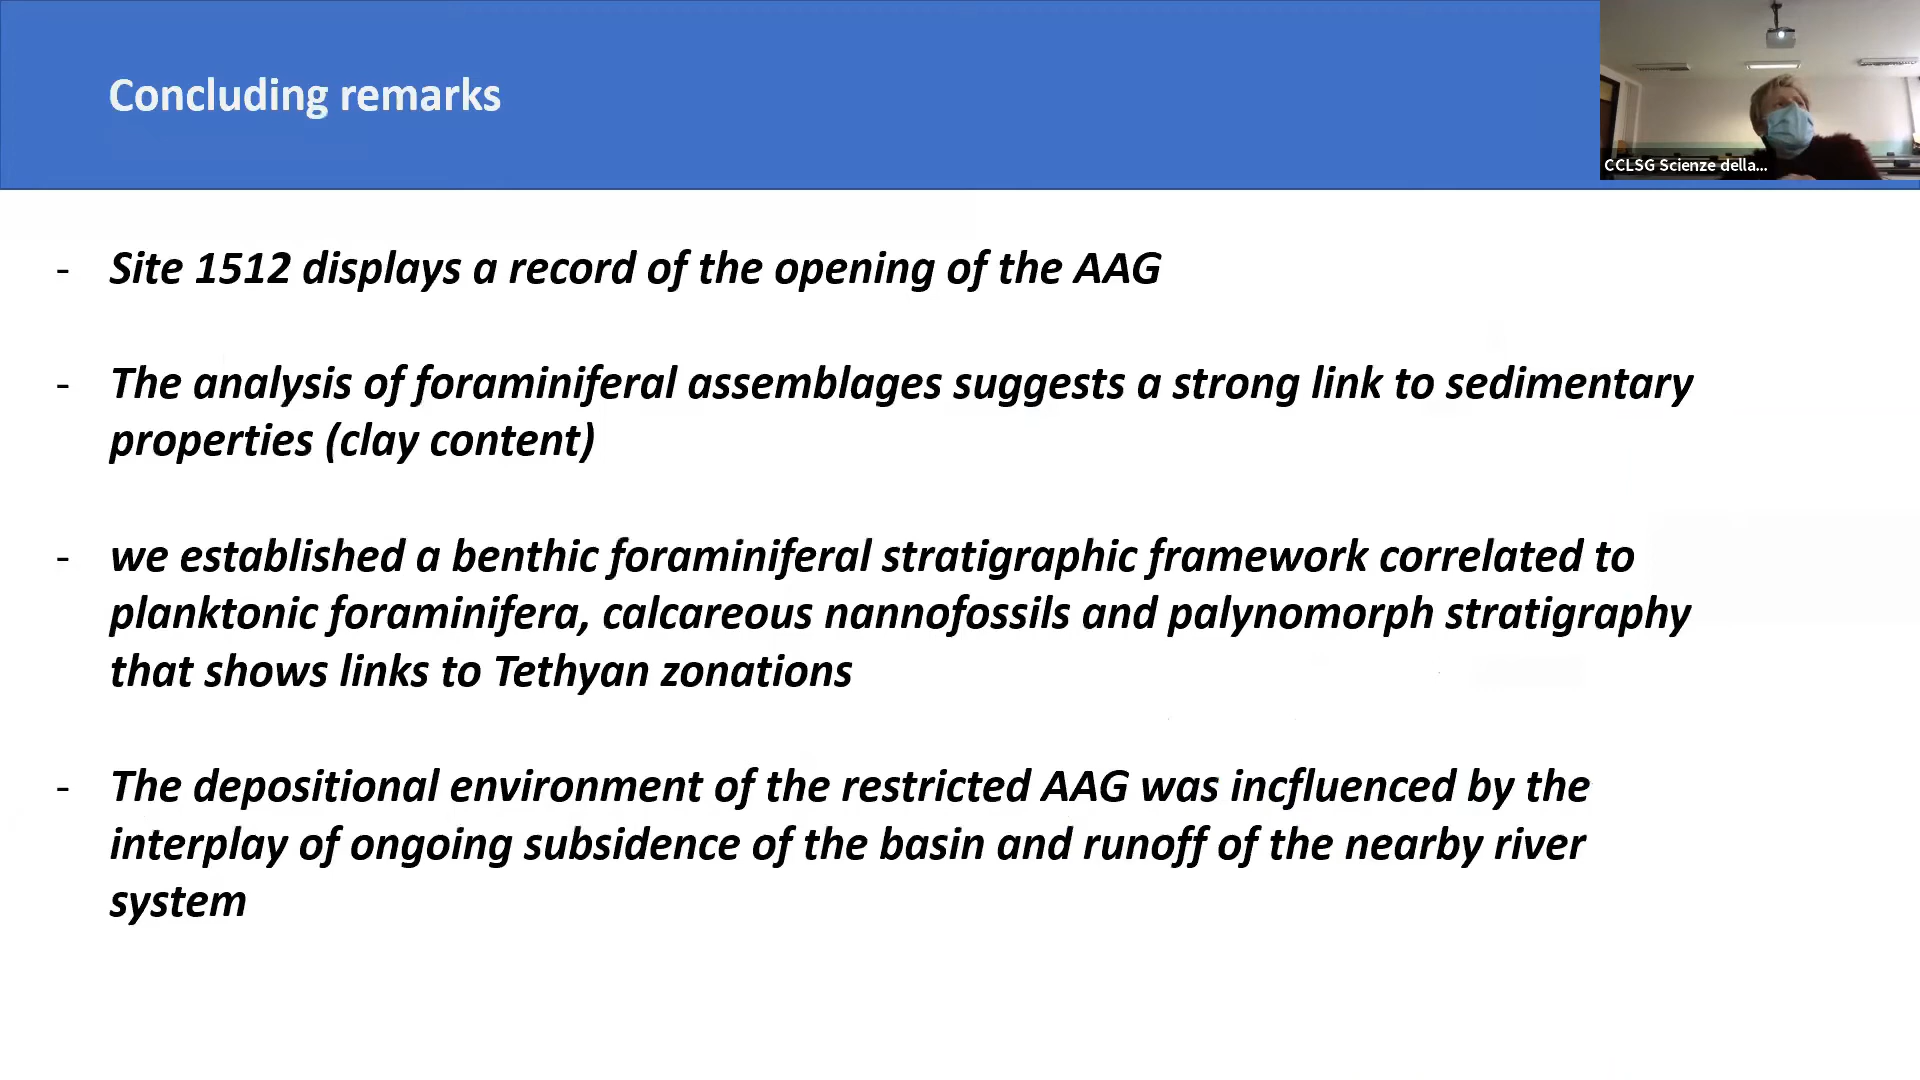 Concluding remarks
CCLSG Scienze della...
- Site 1512 displays a record of the opening of the AAG
- The analysis of foraminiferal assemblages suggests a strong link to sedimentary
properties (clay content)
- we established a benthic foraminiferal stratigraphic framework correlated to
planktonic foraminifera, calcareous nannofossils and palynomorph stratigraphy
that shows links to Tethyan zonations
- The depositional environment of the restricted AAG was incfluenced by the
interplay of ongoing subsidence of the basin and runoff of the nearby river
system